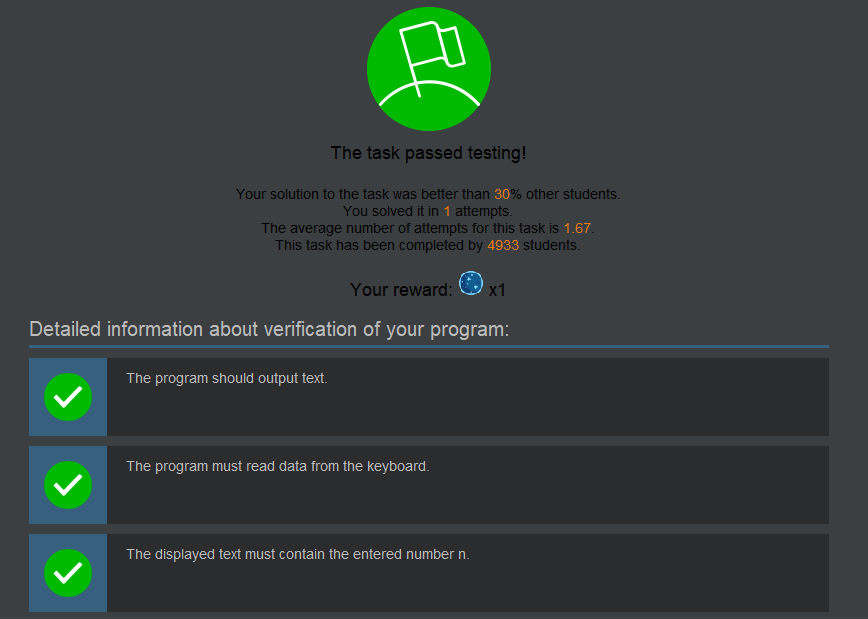 The task passed testing!
Your solution to the task was better than 30% other students.
You solved it in 1 attempts.
The average number of attempts for this task is 1.67.
This task has been completed by 4933 students.
Your reward: x1
Detailed information about verification of your program:
The program should output text.
The program must read data from the keyboard.
The displayed text must contain the entered number n.